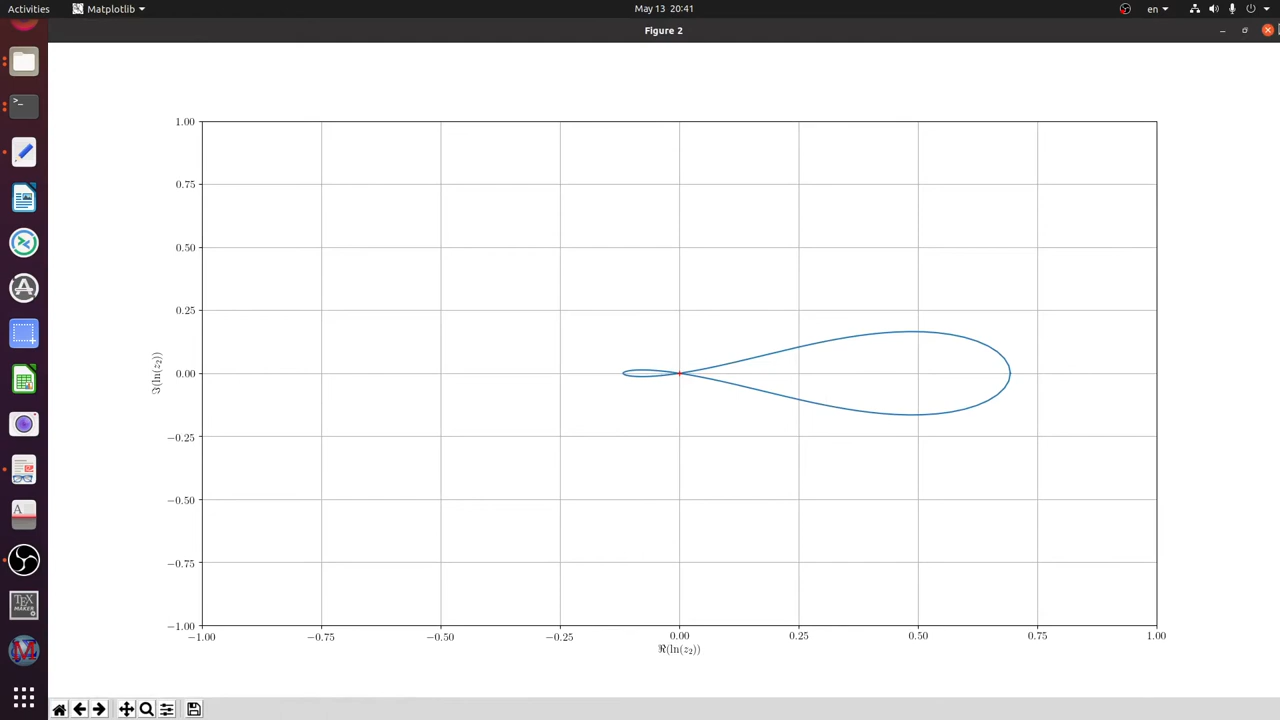 Activities Matplotlib May 13 20:41 en
Figure 2
1.00
0.75
0.50
0.25
0.00
−0.25
−0.50
−0.75
−1.00
ℑ(ln(z₂))
−1.00 −0.75 −0.50 −0.25 0.00 0.25 0.50 0.75 1.00
ℜ(ln(z₂))
>_
A
TEX
MAKER
M